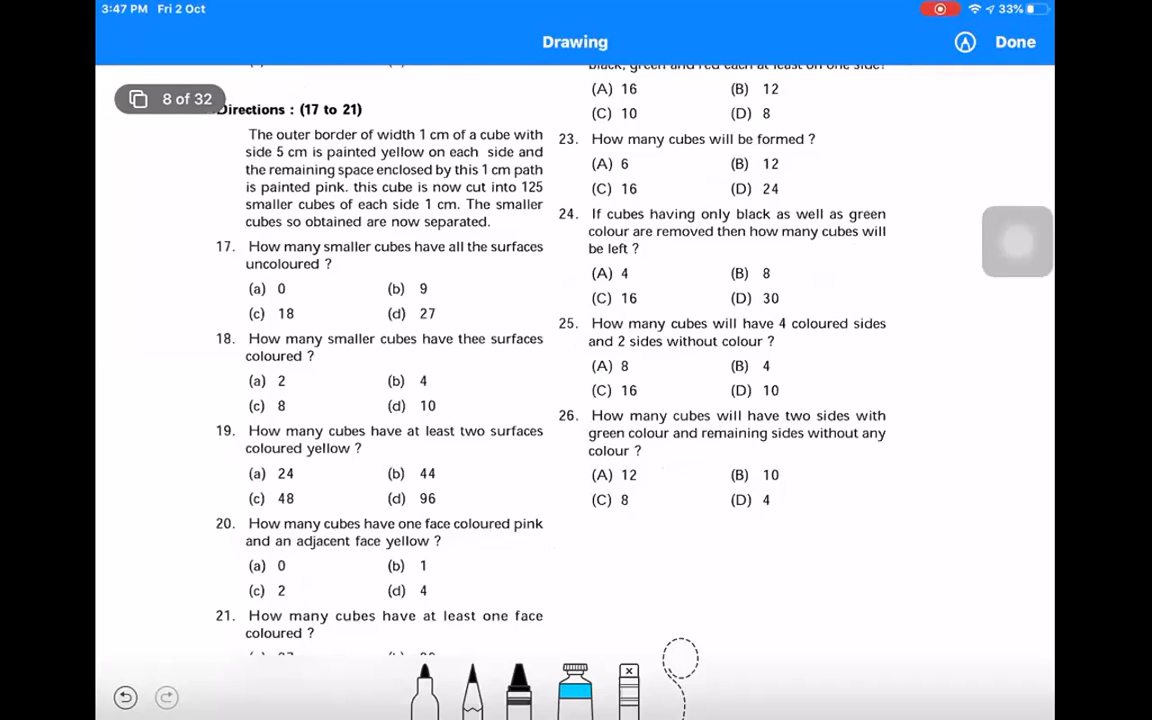 3:47 PM Fri 2 Oct
33%
Drawing
Done
8 of 32
Directions : (17 to 21)
The outer border of width 1 cm of a cube with
side 5 cm is painted yellow on each side and
the remaining space enclosed by this 1 cm path
is painted pink. this cube is now cut into 125
smaller cubes of each side 1 cm. The smaller
cubes so obtained are now separated.
17. How many smaller cubes have all the surfaces
uncoloured ?
(a) 0 (b) 9
(c) 18 (d) 27
18. How many smaller cubes have thee surfaces
coloured ?
(a) 2 (b) 4
(c) 8 (d) 10
19. How many cubes have at least two surfaces
coloured yellow ?
(a) 24 (b) 44
(c) 48 (d) 96
20. How many cubes have one face coloured pink
and an adjacent face yellow ?
(a) 0 (b) 1
(c) 2 (d) 4
21. How many cubes have at least one face
coloured ?
black, green and red each at least on one side?
(A) 16 (B) 12
(C) 10 (D) 8
23. How many cubes will be formed ?
(A) 6 (B) 12
(C) 16 (D) 24
24. If cubes having only black as well as green
colour are removed then how many cubes will
be left ?
(A) 4 (B) 8
(C) 16 (D) 30
25. How many cubes will have 4 coloured sides
and 2 sides without colour ?
(A) 8 (B) 4
(C) 16 (D) 10
26. How many cubes will have two sides with
green colour and remaining sides without any
colour ?
(A) 12 (B) 10
(C) 8 (D) 4